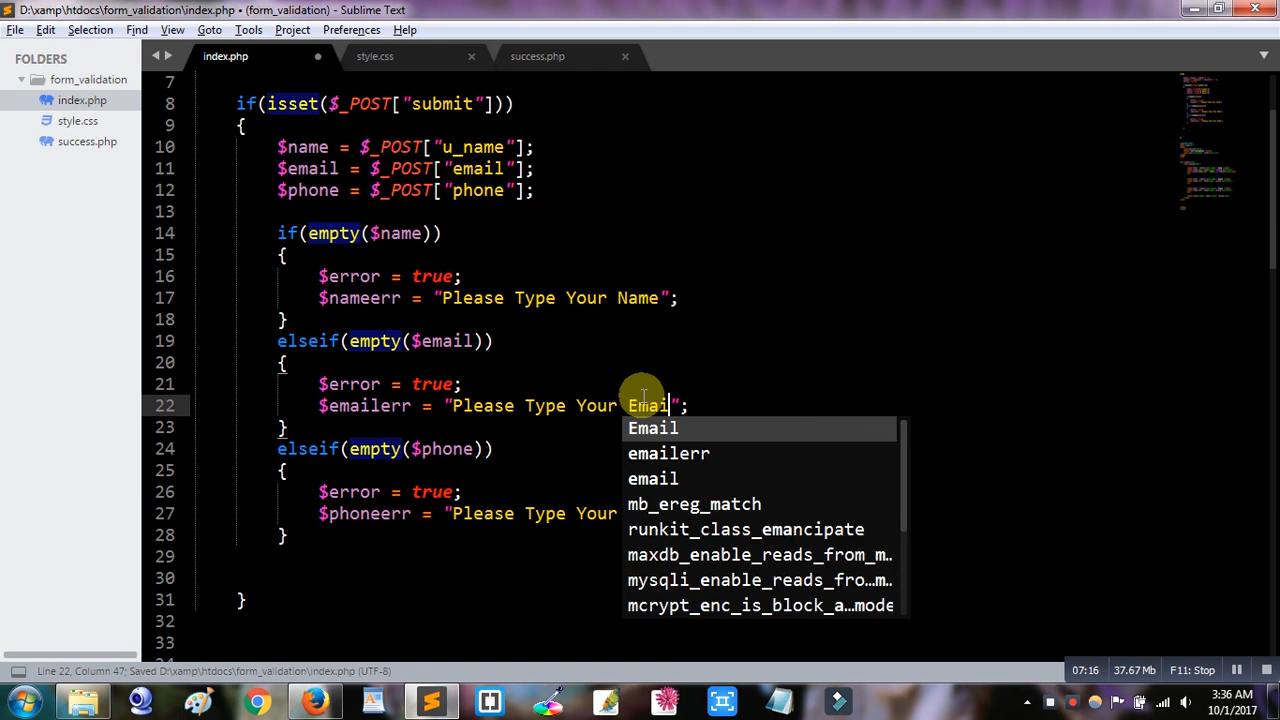 D:\xamp\htdocs\form_validation\index.php • (form_validation) - Sublime Text
File Edit Selection Find View Goto Tools Project Preferences Help
FOLDERS
form_validation
index.php
style.css
success.php
index.php style.css success.php
7
8 if(isset($_POST["submit"]))
9 {
10 $name = $_POST["u_name"];
11 $email = $_POST["email"];
12 $phone = $_POST["phone"];
13
14 if(empty($name))
15 {
16 $error = true;
17 $nameerr = "Please Type Your Name";
18 }
19 elseif(empty($email))
20 {
21 $error = true;
22 $emailerr = "Please Type Your Emai";
23 }
24 elseif(empty($phone))
25 {
26 $error = true;
27 $phoneerr = "Please Type Your
28 }
29
30
31 }
32
33
Email
emailerr
email
mb_ereg_match
runkit_class_emancipate
maxdb_enable_reads_from_m..
mysqli_enable_reads_fro…m..
mcrypt_enc_is_block_a…mode
Line 22, Column 47; Saved D:\xamp\htdocs\form_validation\index.php (UTF-8)
07:16 37.67 Mb F11: Stop
3:36 AM
10/1/2017